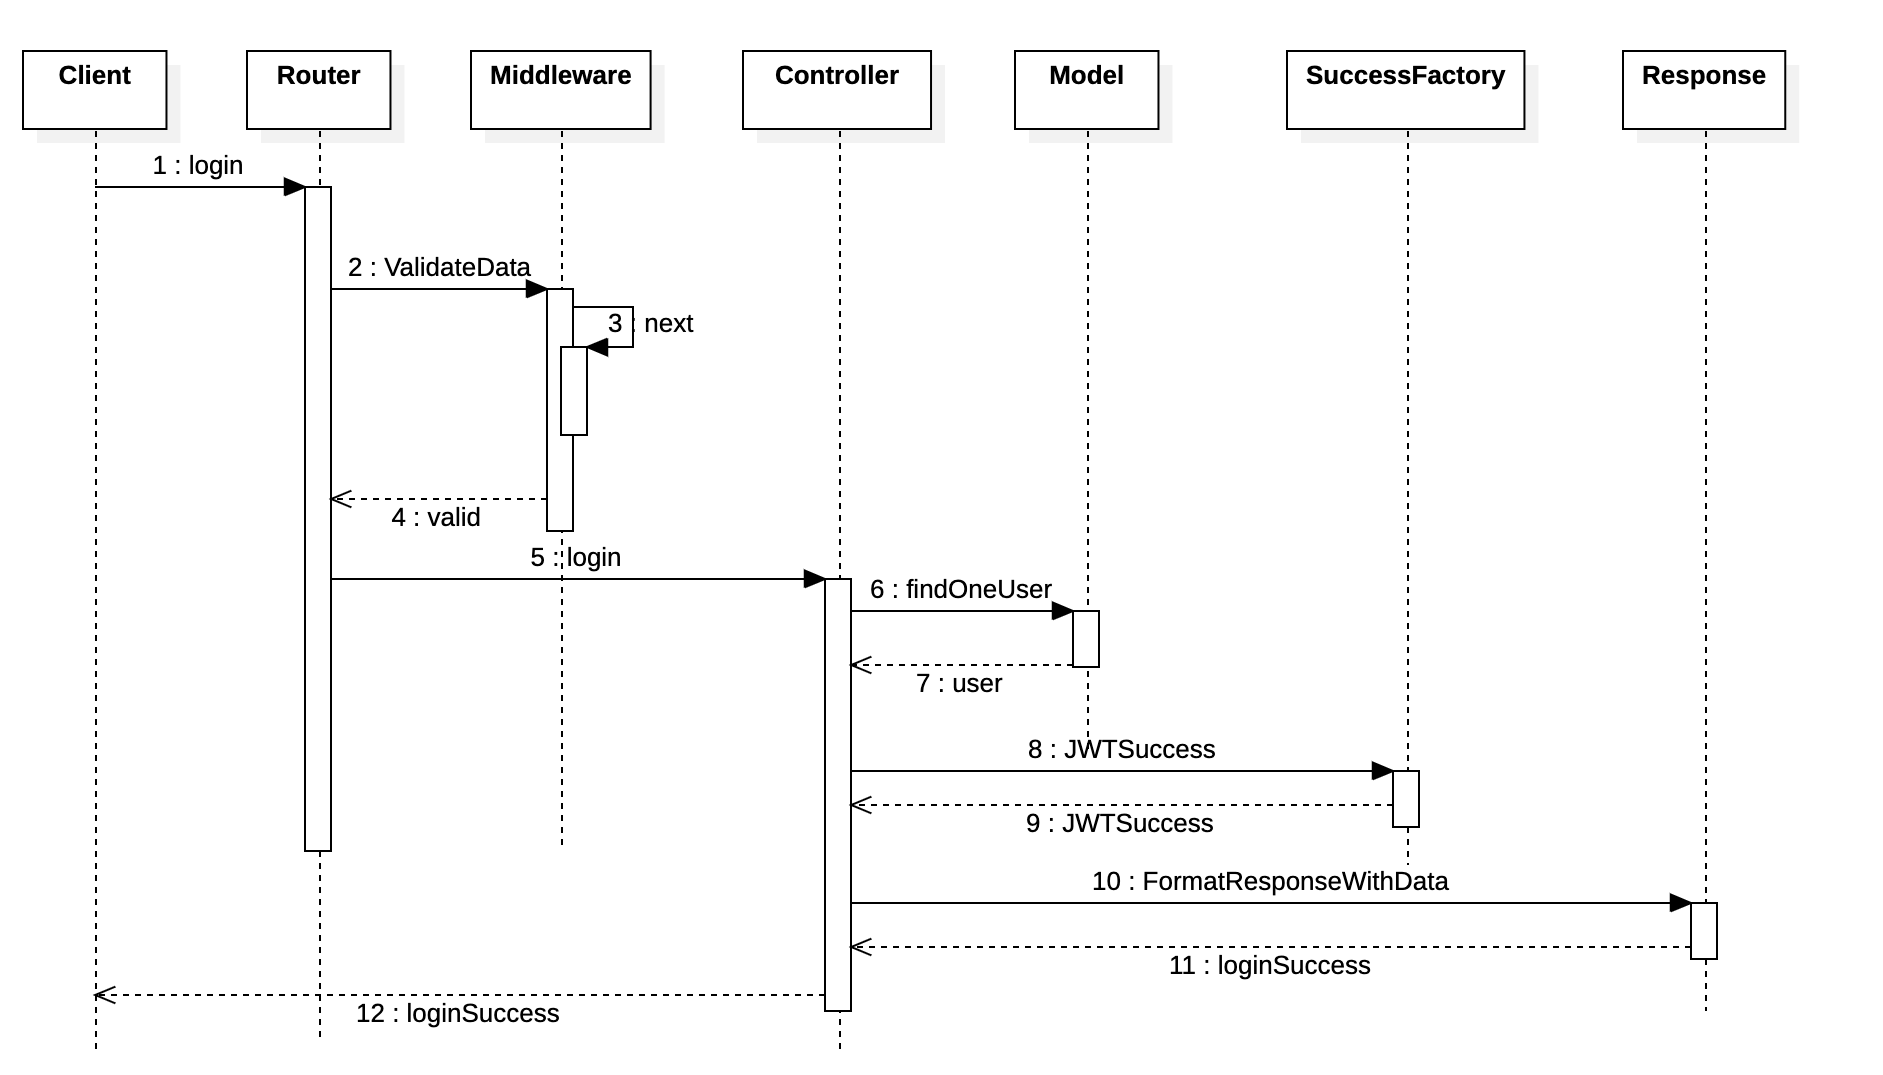 Client
Router
Middleware
Controller
Model
SuccessFactory
Response
1 : login
2 : ValidateData
3 : next
4 : valid
5 : login
6 : findOneUser
7 : user
8 : JWTSuccess
9 : JWTSuccess
10 : FormatResponseWithData
11 : loginSuccess
12 : loginSuccess